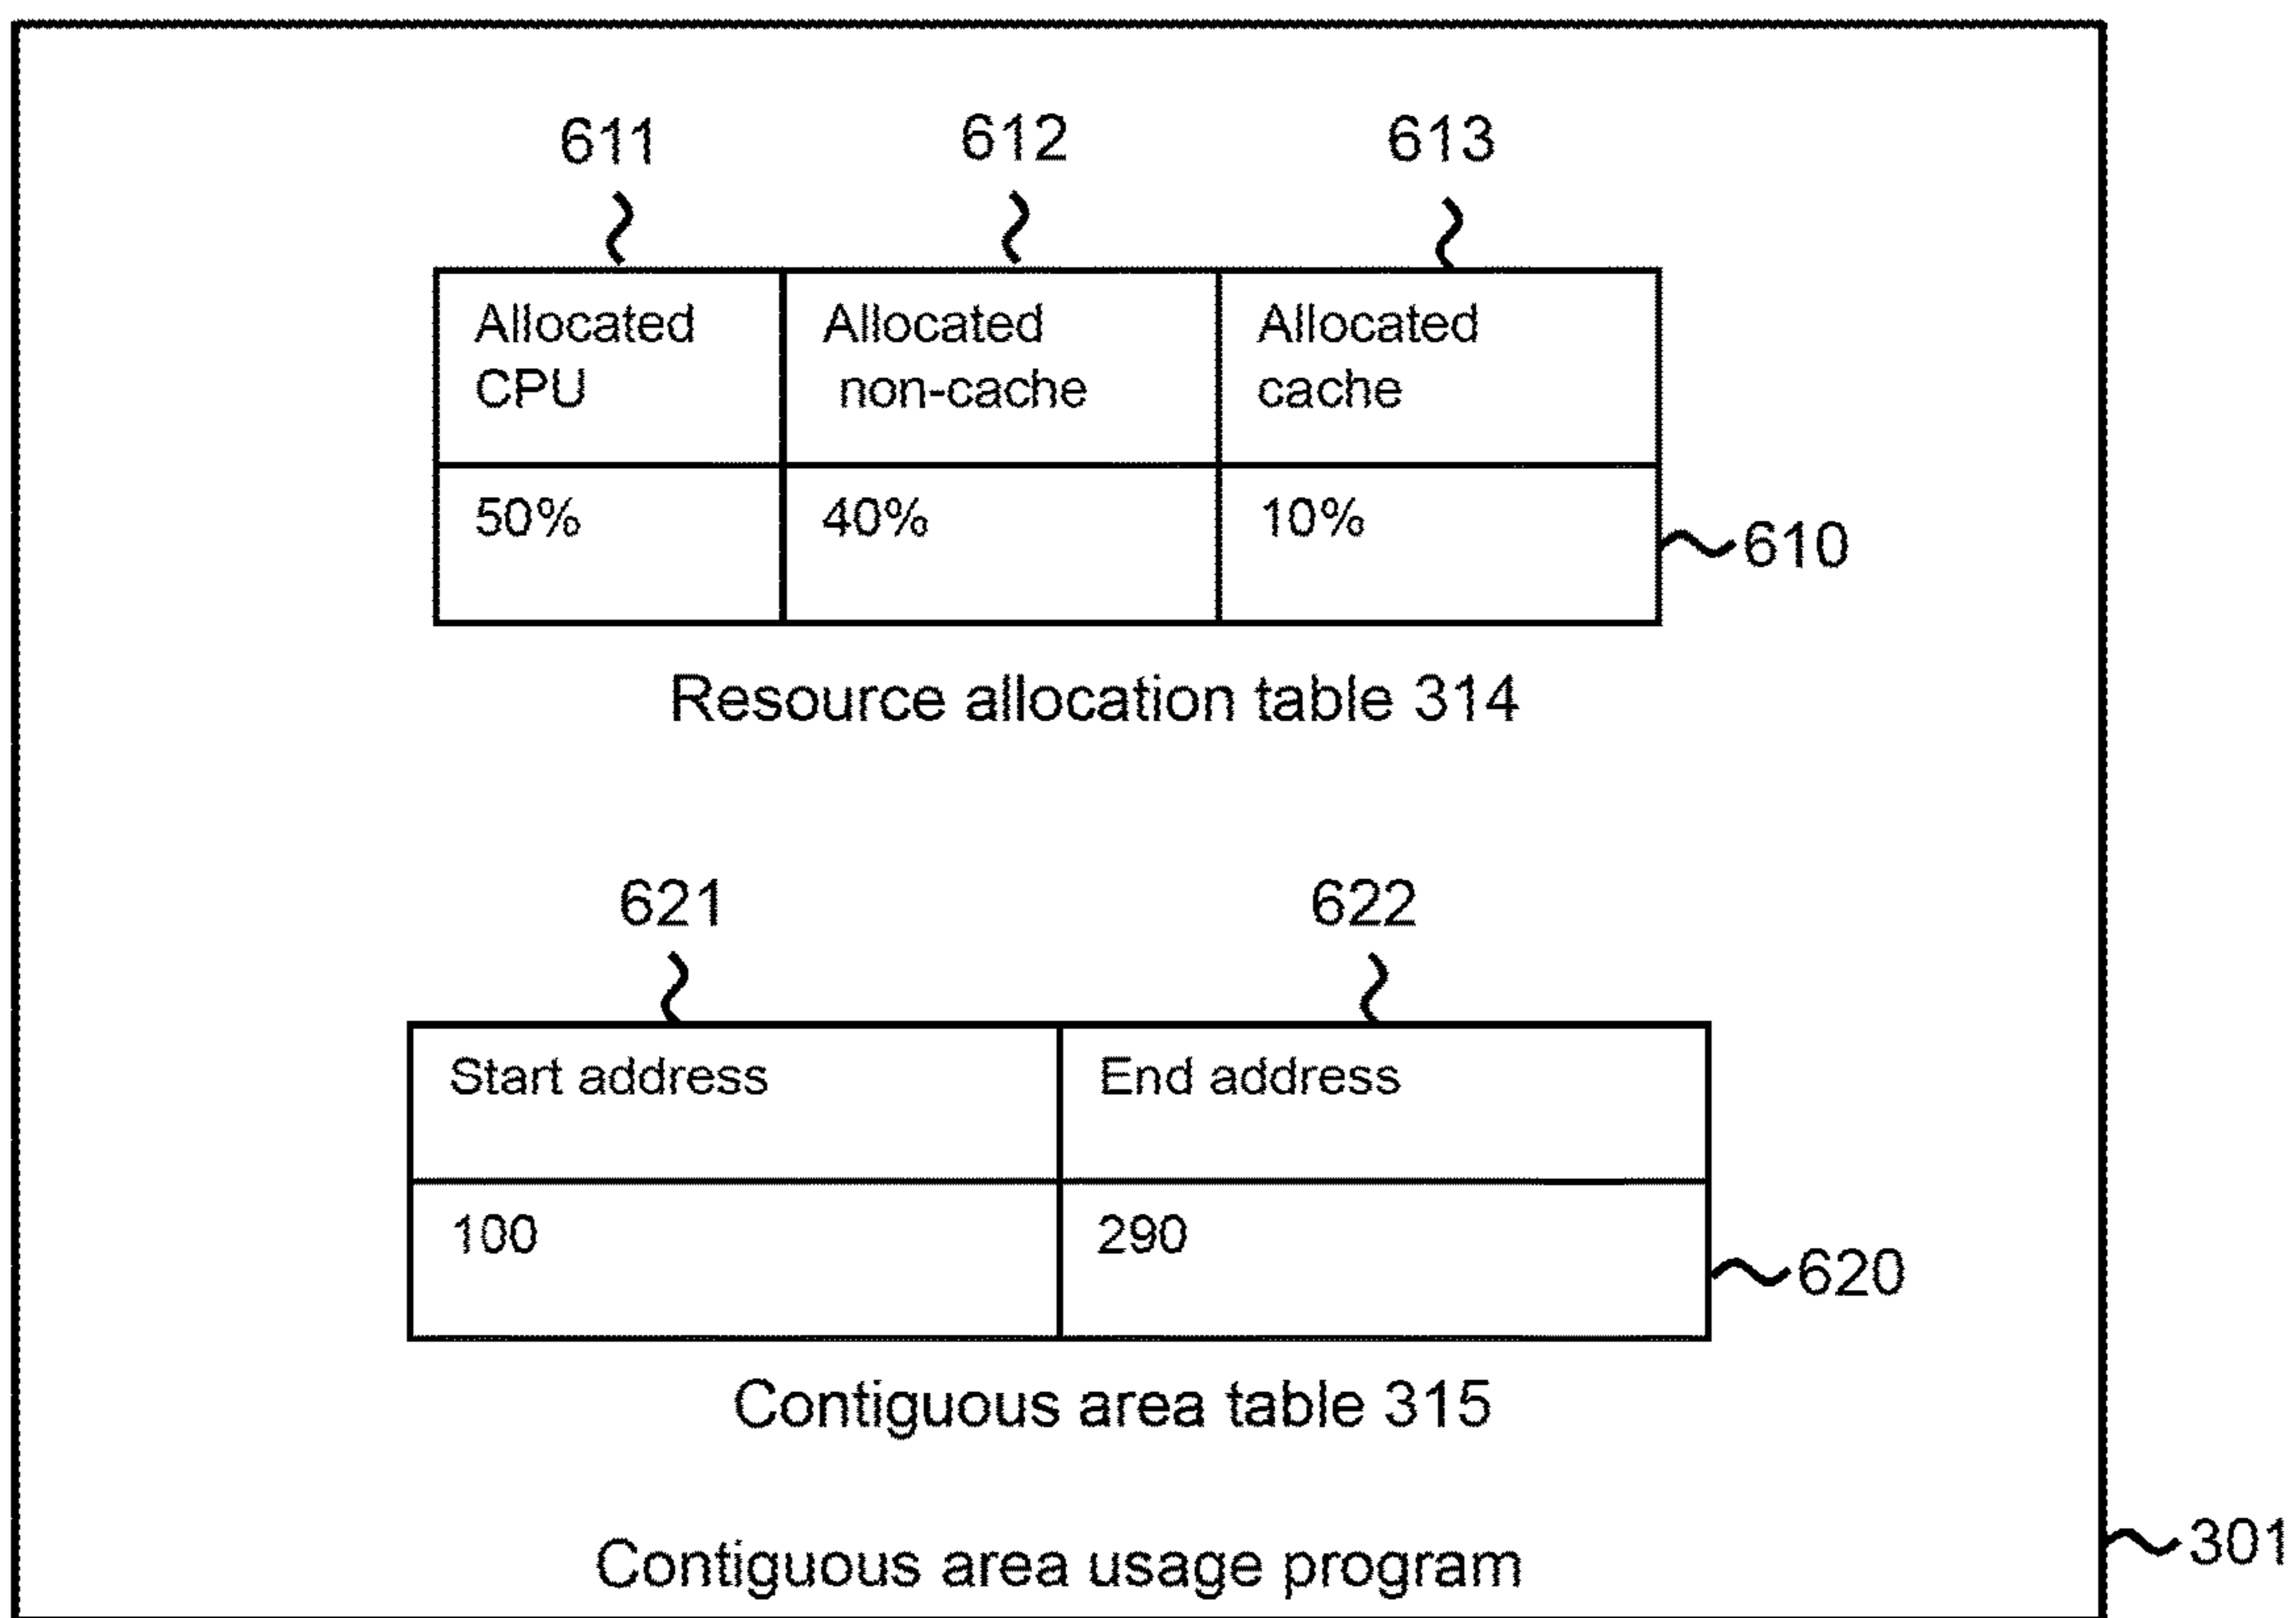 611 612 613
Allocated CPU Allocated non-cache Allocated cache
50% 40% 10%
610
Resource allocation table 314
621 622
Start address End address
100 290
620
Contiguous area table 315
Contiguous area usage program
301